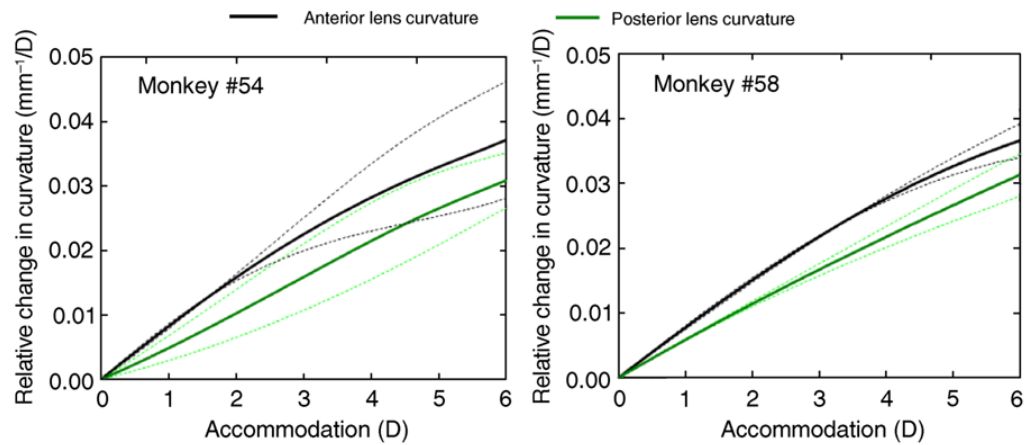 Anterior lens curvature
Posterior lens curvature
Relative change in curvature (mm⁻¹/D)
0.05
0.04
0.03
0.02
0.01
0.00
Monkey #54
0 1 2 3 4 5 6
Accommodation (D)
Relative change in curvature (mm⁻¹/D)
0.05
0.04
0.03
0.02
0.01
0.00
Monkey #58
0 1 2 3 4 5 6
Accommodation (D)